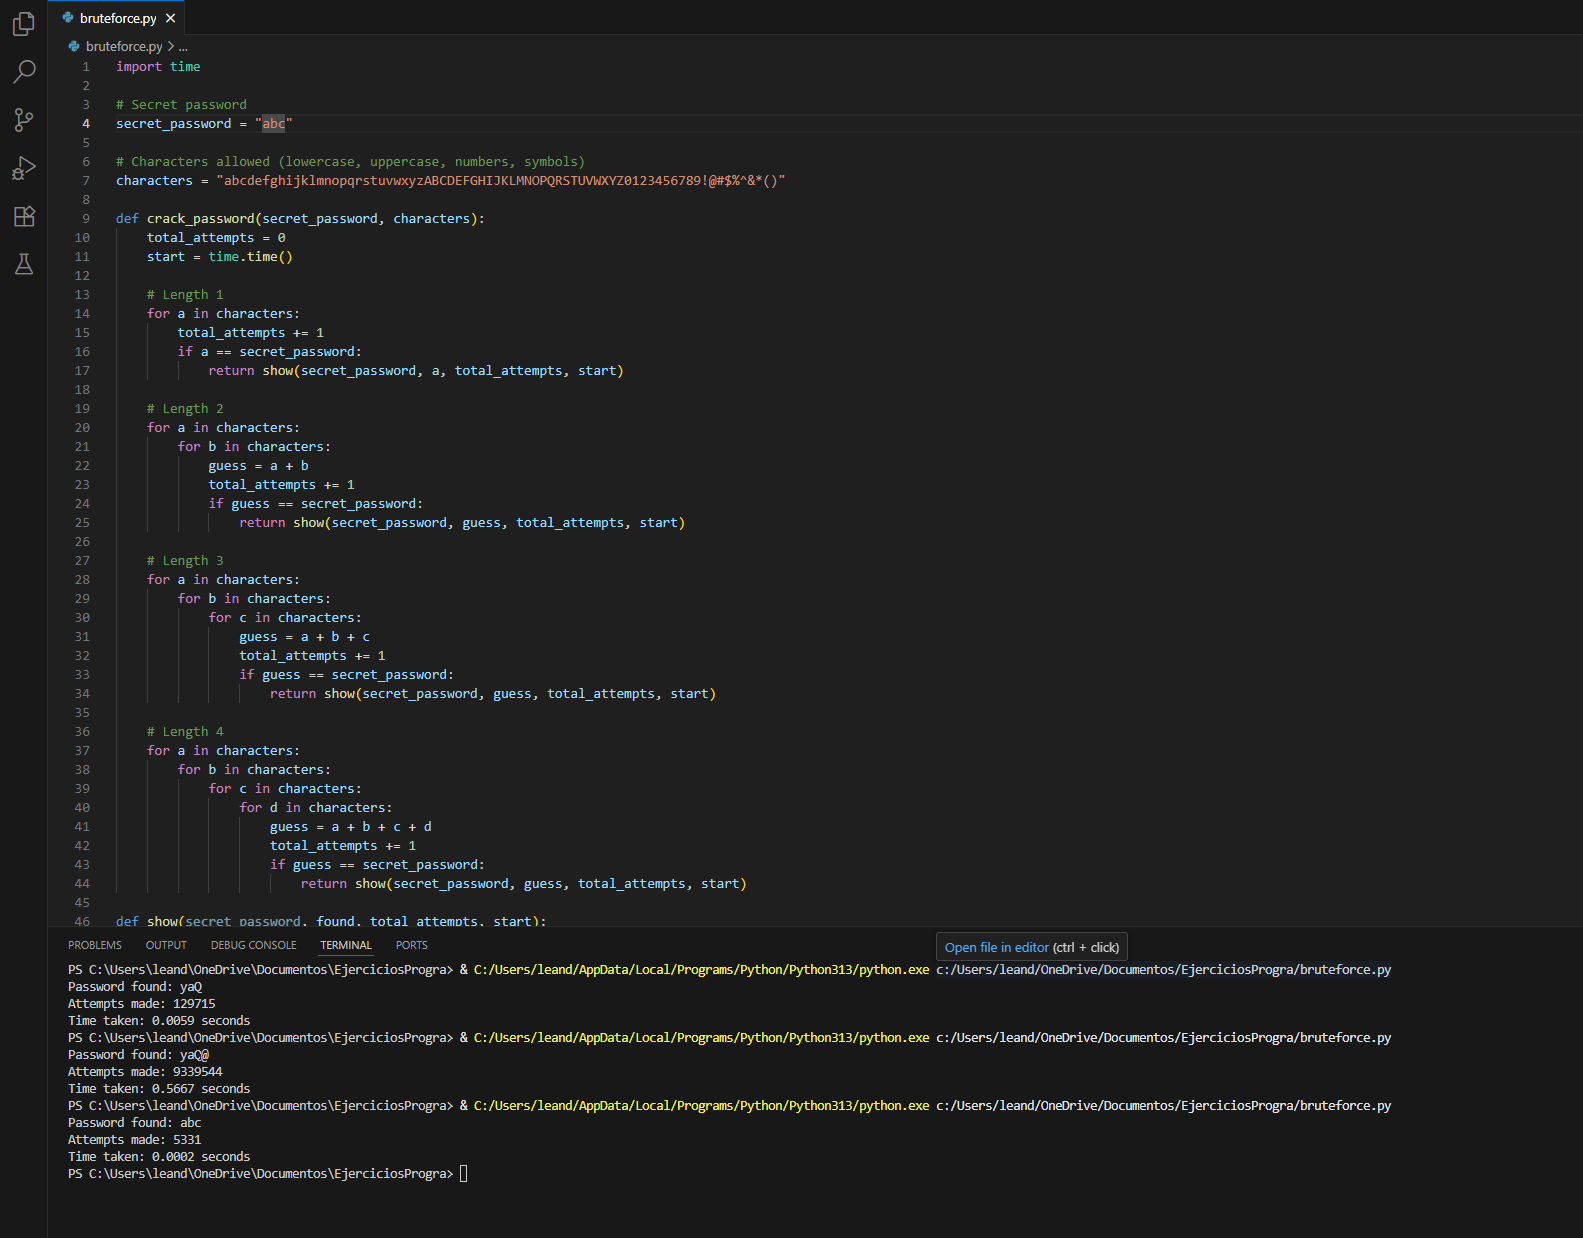 bruteforce.py ✕
bruteforce.py > ...
1 import time
2
3 # Secret password
4 secret_password = "abc"
5
6 # Characters allowed (lowercase, uppercase, numbers, symbols)
7 characters = "abcdefghijklmnopqrstuvwxyzABCDEFGHIJKLMNOPQRSTUVWXYZ0123456789!@#$%^&*()"
8
9 def crack_password(secret_password, characters):
10     total_attempts = 0
11     start = time.time()
12
13     # Length 1
14     for a in characters:
15         total_attempts += 1
16         if a == secret_password:
17             return show(secret_password, a, total_attempts, start)
18
19     # Length 2
20     for a in characters:
21         for b in characters:
22             guess = a + b
23             total_attempts += 1
24             if guess == secret_password:
25                 return show(secret_password, guess, total_attempts, start)
26
27     # Length 3
28     for a in characters:
29         for b in characters:
30             for c in characters:
31                 guess = a + b + c
32                 total_attempts += 1
33                 if guess == secret_password:
34                     return show(secret_password, guess, total_attempts, start)
35
36     # Length 4
37     for a in characters:
38         for b in characters:
39             for c in characters:
40                 for d in characters:
41                     guess = a + b + c + d
42                     total_attempts += 1
43                     if guess == secret_password:
44                         return show(secret_password, guess, total_attempts, start)
45
46 def show(secret_password, found, total_attempts, start):
PROBLEMS OUTPUT DEBUG CONSOLE TERMINAL PORTS
Open file in editor (ctrl + click)
PS C:\Users\leand\OneDrive\Documentos\EjerciciosProgra> & C:/Users/leand/AppData/Local/Programs/Python/Python313/python.exe c:/Users/leand/OneDrive/Documentos/EjerciciosProgra/bruteforce.py
Password found: yaQ
Attempts made: 129715
Time taken: 0.0059 seconds
PS C:\Users\leand\OneDrive\Documentos\EjerciciosProgra> & C:/Users/leand/AppData/Local/Programs/Python/Python313/python.exe c:/Users/leand/OneDrive/Documentos/EjerciciosProgra/bruteforce.py
Password found: yaQ@
Attempts made: 9339544
Time taken: 0.5667 seconds
PS C:\Users\leand\OneDrive\Documentos\EjerciciosProgra> & C:/Users/leand/AppData/Local/Programs/Python/Python313/python.exe c:/Users/leand/OneDrive/Documentos/EjerciciosProgra/bruteforce.py
Password found: abc
Attempts made: 5331
Time taken: 0.0002 seconds
PS C:\Users\leand\OneDrive\Documentos\EjerciciosProgra>